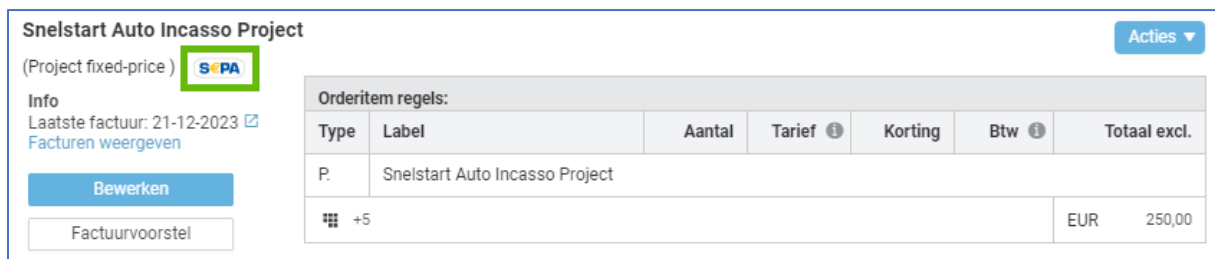 Snelstart Auto Incasso Project
Acties ▼
(Project fixed-price ) S€PA
Info
Laatste factuur: 21-12-2023
Facturen weergeven
Bewerken
Factuurvoorstel
Orderitem regels:
Type Label Aantal Tarief Korting Btw Totaal excl.
P. Snelstart Auto Incasso Project
+5 EUR 250,00